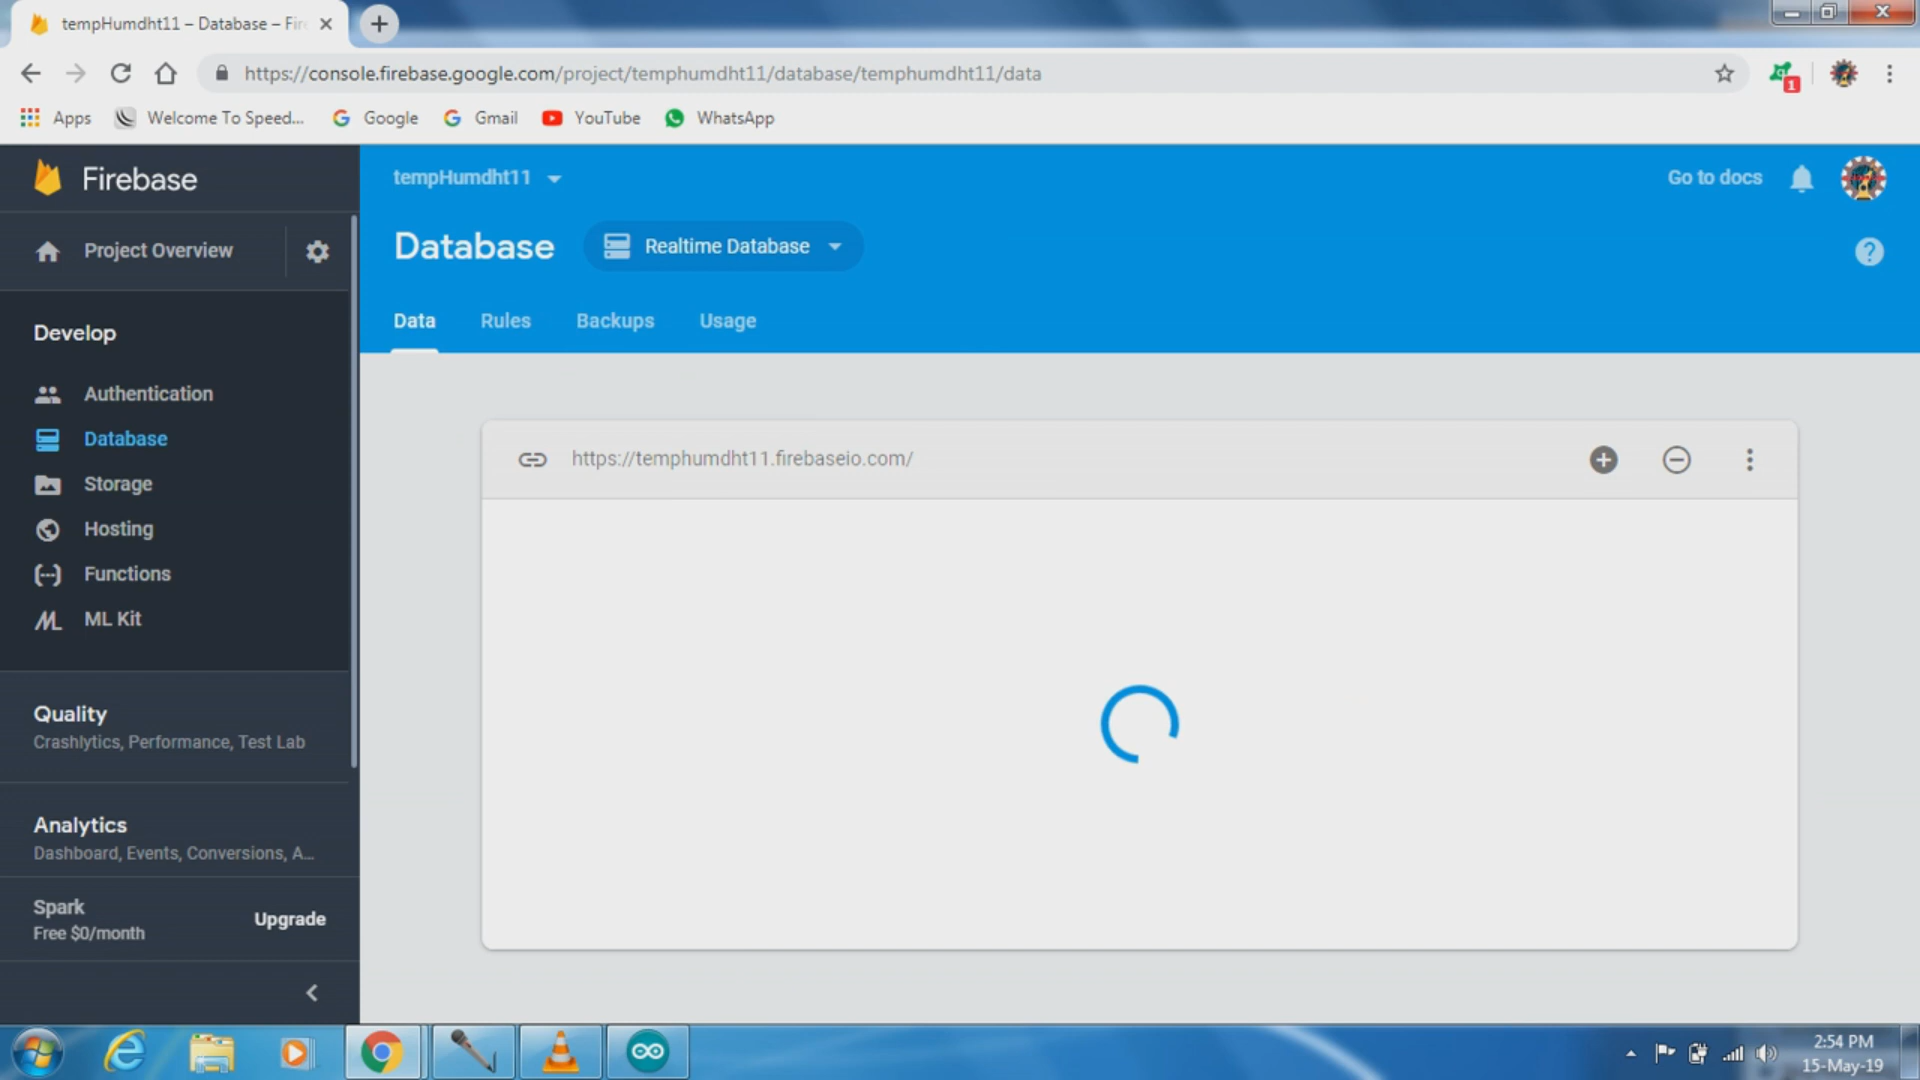 tempHumdht11 – Database – Fir
https://console.firebase.google.com/project/temphumdht11/database/temphumdht11/data
1
Apps
Welcome To Speed...
Google
Gmail
YouTube
WhatsApp
Firebase
tempHumdht11
Go to docs
Project Overview
Database
Realtime Database
Data
Rules
Backups
Usage
Develop
Authentication
Database
Storage
Hosting
Functions
ML Kit
https://temphumdht11.firebaseio.com/
Quality
Crashlytics, Performance, Test Lab
Analytics
Dashboard, Events, Conversions, A...
Spark
Free $0/month
Upgrade
2:54 PM
15-May-19